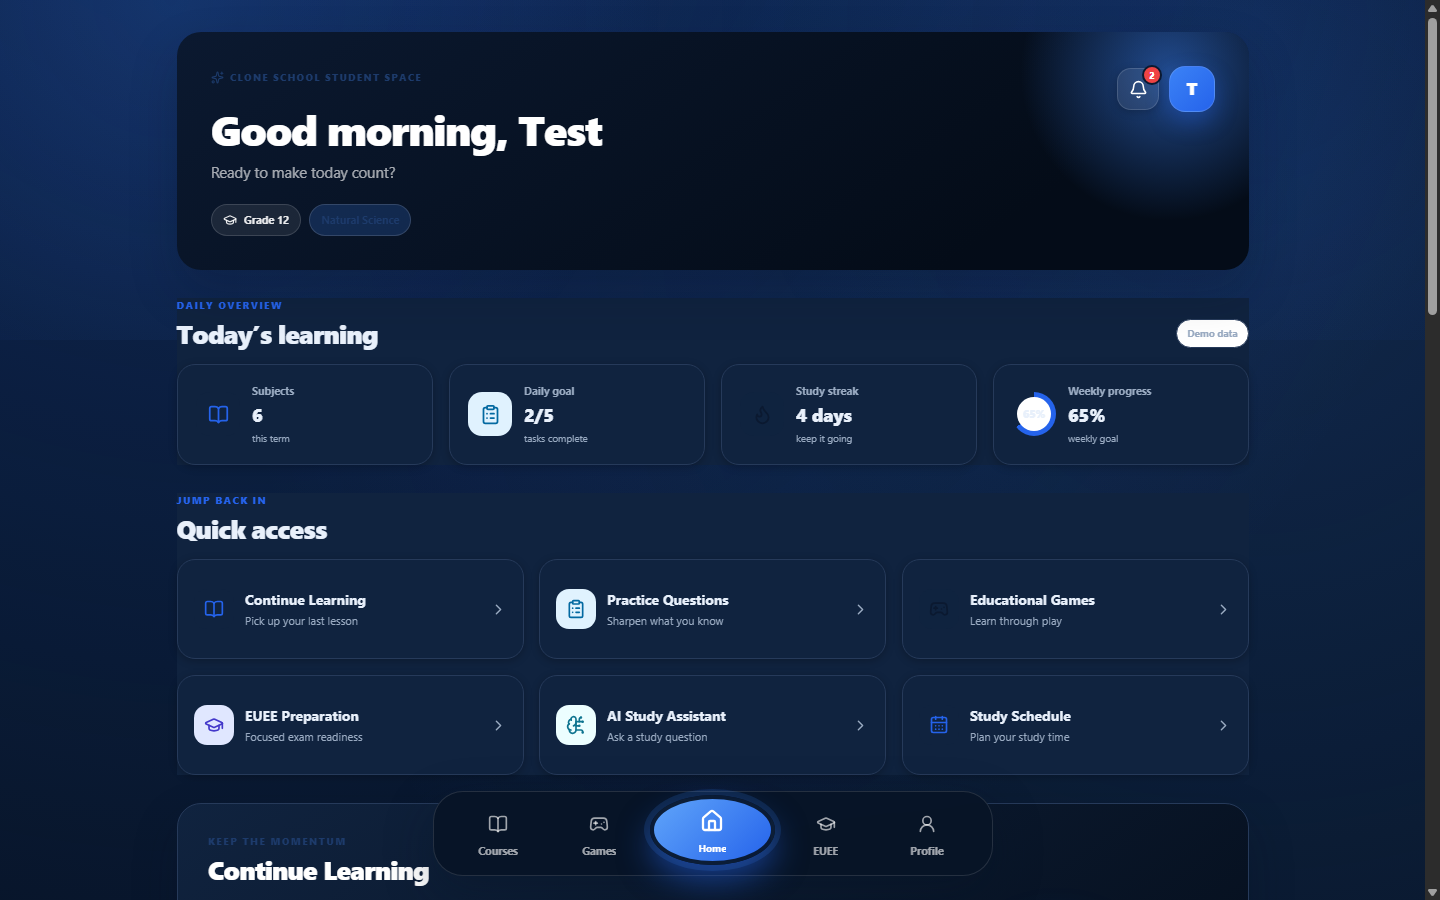 CLONE SCHOOL STUDENT SPACE
2
T
Good morning, Test
Ready to make today count?
Grade 12
Natural Science
DAILY OVERVIEW
Today's learning
Demo data
Subjects
6
this term
Daily goal
2/5
tasks complete
Study streak
4 days
keep it going
65%
Weekly progress
65%
weekly goal
JUMP BACK IN
Quick access
Continue Learning
Pick up your last lesson
Practice Questions
Sharpen what you know
Educational Games
Learn through play
EUEE Preparation
Focused exam readiness
AI Study Assistant
Ask a study question
Study Schedule
Plan your study time
KEEP THE MOMENTUM
Continue Learning
Courses
Games
Home
EUEE
Profile